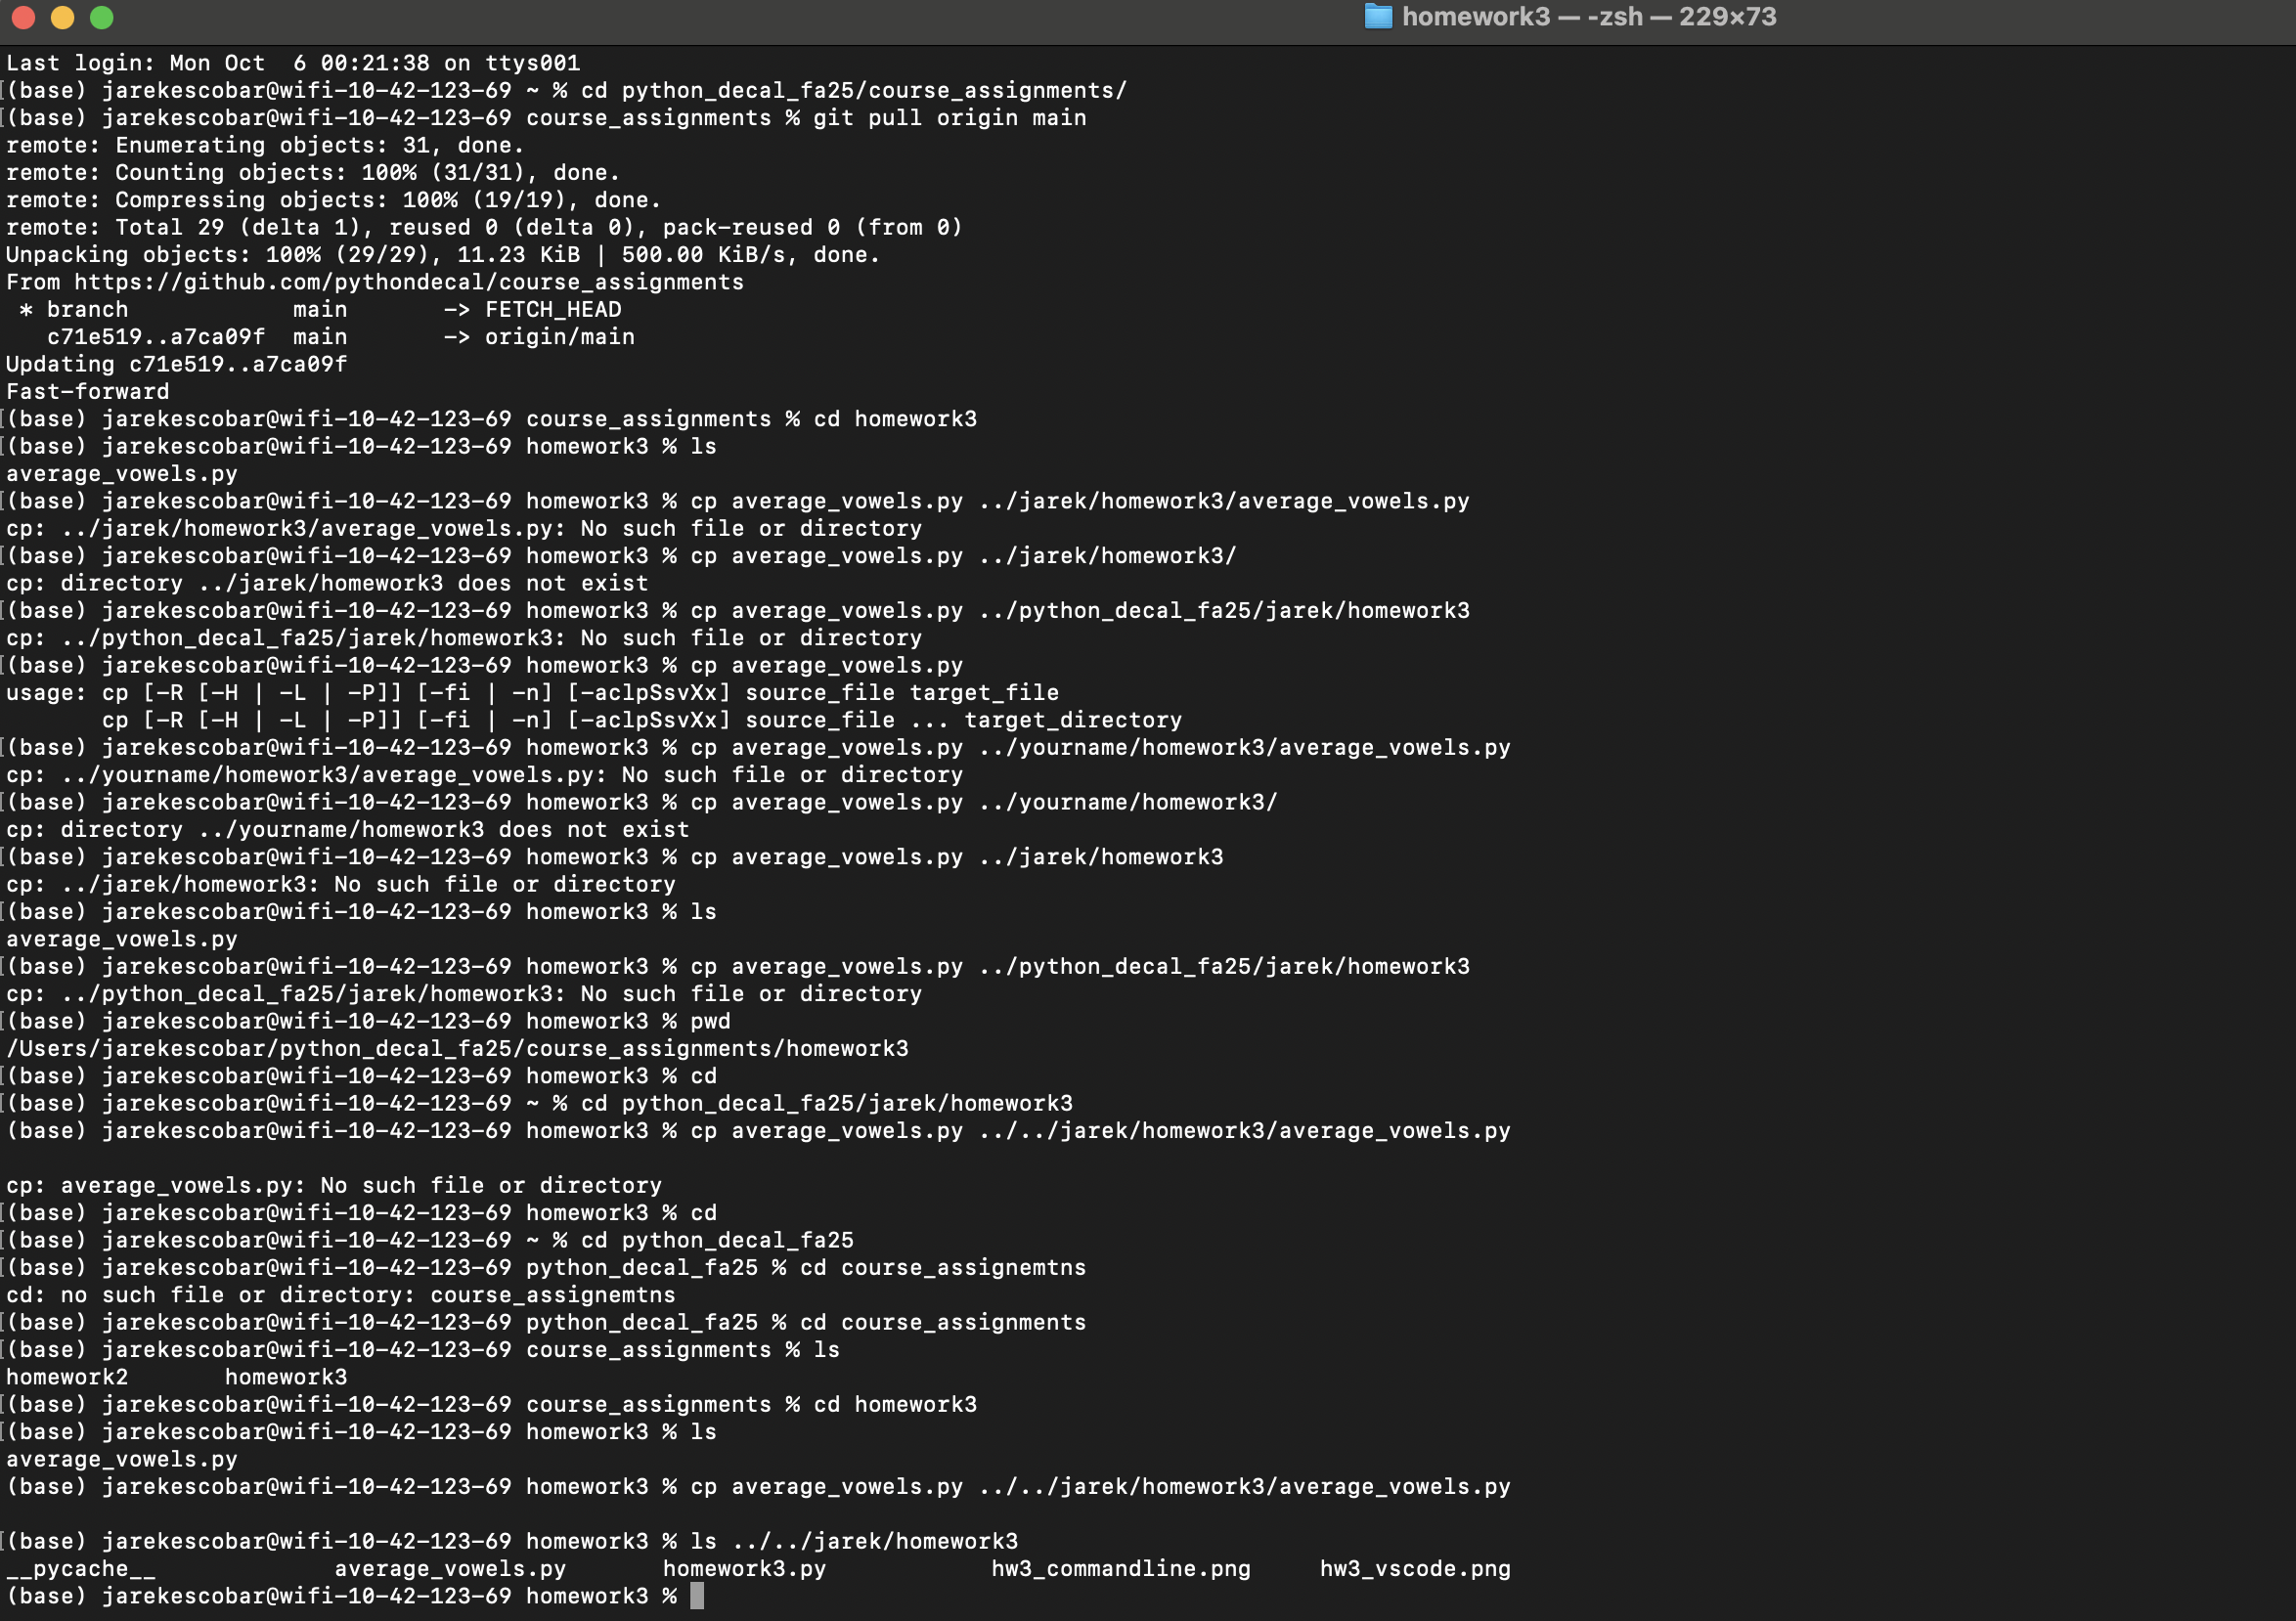 homework3 — -zsh — 229×73
Last login: Mon Oct  6 00:21:38 on ttys001
(base) jarekescobar@wifi-10-42-123-69 ~ % cd python_decal_fa25/course_assignments/
(base) jarekescobar@wifi-10-42-123-69 course_assignments % git pull origin main
remote: Enumerating objects: 31, done.
remote: Counting objects: 100% (31/31), done.
remote: Compressing objects: 100% (19/19), done.
remote: Total 29 (delta 1), reused 0 (delta 0), pack-reused 0 (from 0)
Unpacking objects: 100% (29/29), 11.23 KiB | 500.00 KiB/s, done.
From https://github.com/pythondecal/course_assignments
 * branch            main       -> FETCH_HEAD
   c71e519..a7ca09f  main       -> origin/main
Updating c71e519..a7ca09f
Fast-forward
(base) jarekescobar@wifi-10-42-123-69 course_assignments % cd homework3
(base) jarekescobar@wifi-10-42-123-69 homework3 % ls
average_vowels.py
(base) jarekescobar@wifi-10-42-123-69 homework3 % cp average_vowels.py ../jarek/homework3/average_vowels.py
cp: ../jarek/homework3/average_vowels.py: No such file or directory
(base) jarekescobar@wifi-10-42-123-69 homework3 % cp average_vowels.py ../jarek/homework3/
cp: directory ../jarek/homework3 does not exist
(base) jarekescobar@wifi-10-42-123-69 homework3 % cp average_vowels.py ../python_decal_fa25/jarek/homework3
cp: ../python_decal_fa25/jarek/homework3: No such file or directory
(base) jarekescobar@wifi-10-42-123-69 homework3 % cp average_vowels.py
usage: cp [-R [-H | -L | -P]] [-fi | -n] [-aclpSsvXx] source_file target_file
       cp [-R [-H | -L | -P]] [-fi | -n] [-aclpSsvXx] source_file ... target_directory
(base) jarekescobar@wifi-10-42-123-69 homework3 % cp average_vowels.py ../yourname/homework3/average_vowels.py
cp: ../yourname/homework3/average_vowels.py: No such file or directory
(base) jarekescobar@wifi-10-42-123-69 homework3 % cp average_vowels.py ../yourname/homework3/
cp: directory ../yourname/homework3 does not exist
(base) jarekescobar@wifi-10-42-123-69 homework3 % cp average_vowels.py ../jarek/homework3
cp: ../jarek/homework3: No such file or directory
(base) jarekescobar@wifi-10-42-123-69 homework3 % ls
average_vowels.py
(base) jarekescobar@wifi-10-42-123-69 homework3 % cp average_vowels.py ../python_decal_fa25/jarek/homework3
cp: ../python_decal_fa25/jarek/homework3: No such file or directory
(base) jarekescobar@wifi-10-42-123-69 homework3 % pwd
/Users/jarekescobar/python_decal_fa25/course_assignments/homework3
(base) jarekescobar@wifi-10-42-123-69 homework3 % cd
(base) jarekescobar@wifi-10-42-123-69 ~ % cd python_decal_fa25/jarek/homework3
(base) jarekescobar@wifi-10-42-123-69 homework3 % cp average_vowels.py ../../jarek/homework3/average_vowels.py
cp: average_vowels.py: No such file or directory
(base) jarekescobar@wifi-10-42-123-69 homework3 % cd
(base) jarekescobar@wifi-10-42-123-69 ~ % cd python_decal_fa25
(base) jarekescobar@wifi-10-42-123-69 python_decal_fa25 % cd course_assignemtns
cd: no such file or directory: course_assignemtns
(base) jarekescobar@wifi-10-42-123-69 python_decal_fa25 % cd course_assignments
(base) jarekescobar@wifi-10-42-123-69 course_assignments % ls
homework2       homework3
(base) jarekescobar@wifi-10-42-123-69 course_assignments % cd homework3
(base) jarekescobar@wifi-10-42-123-69 homework3 % ls
average_vowels.py
(base) jarekescobar@wifi-10-42-123-69 homework3 % cp average_vowels.py ../../jarek/homework3/average_vowels.py
(base) jarekescobar@wifi-10-42-123-69 homework3 % ls ../../jarek/homework3
__pycache__             average_vowels.py       homework3.py            hw3_commandline.png     hw3_vscode.png
(base) jarekescobar@wifi-10-42-123-69 homework3 %